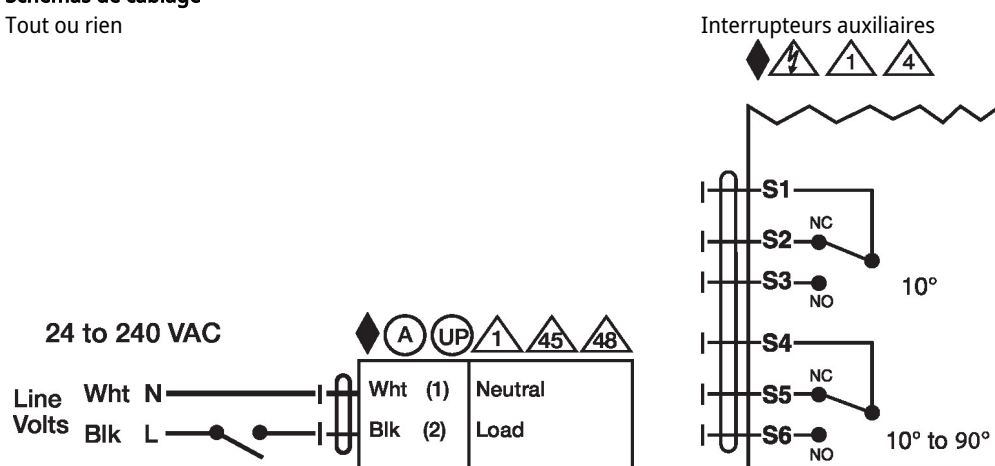 Schémas de câblage
Tout ou rien
Interrupteurs auxiliaires
1 4
S1
NC
S2
S3
10°
NO
24 to 240 VAC
A UP 1 45 48
S4
Line Volts
Wht N
Wht (1) Neutral
NC
S5
Blk L
Blk (2) Load
S6
10° to 90°
NO